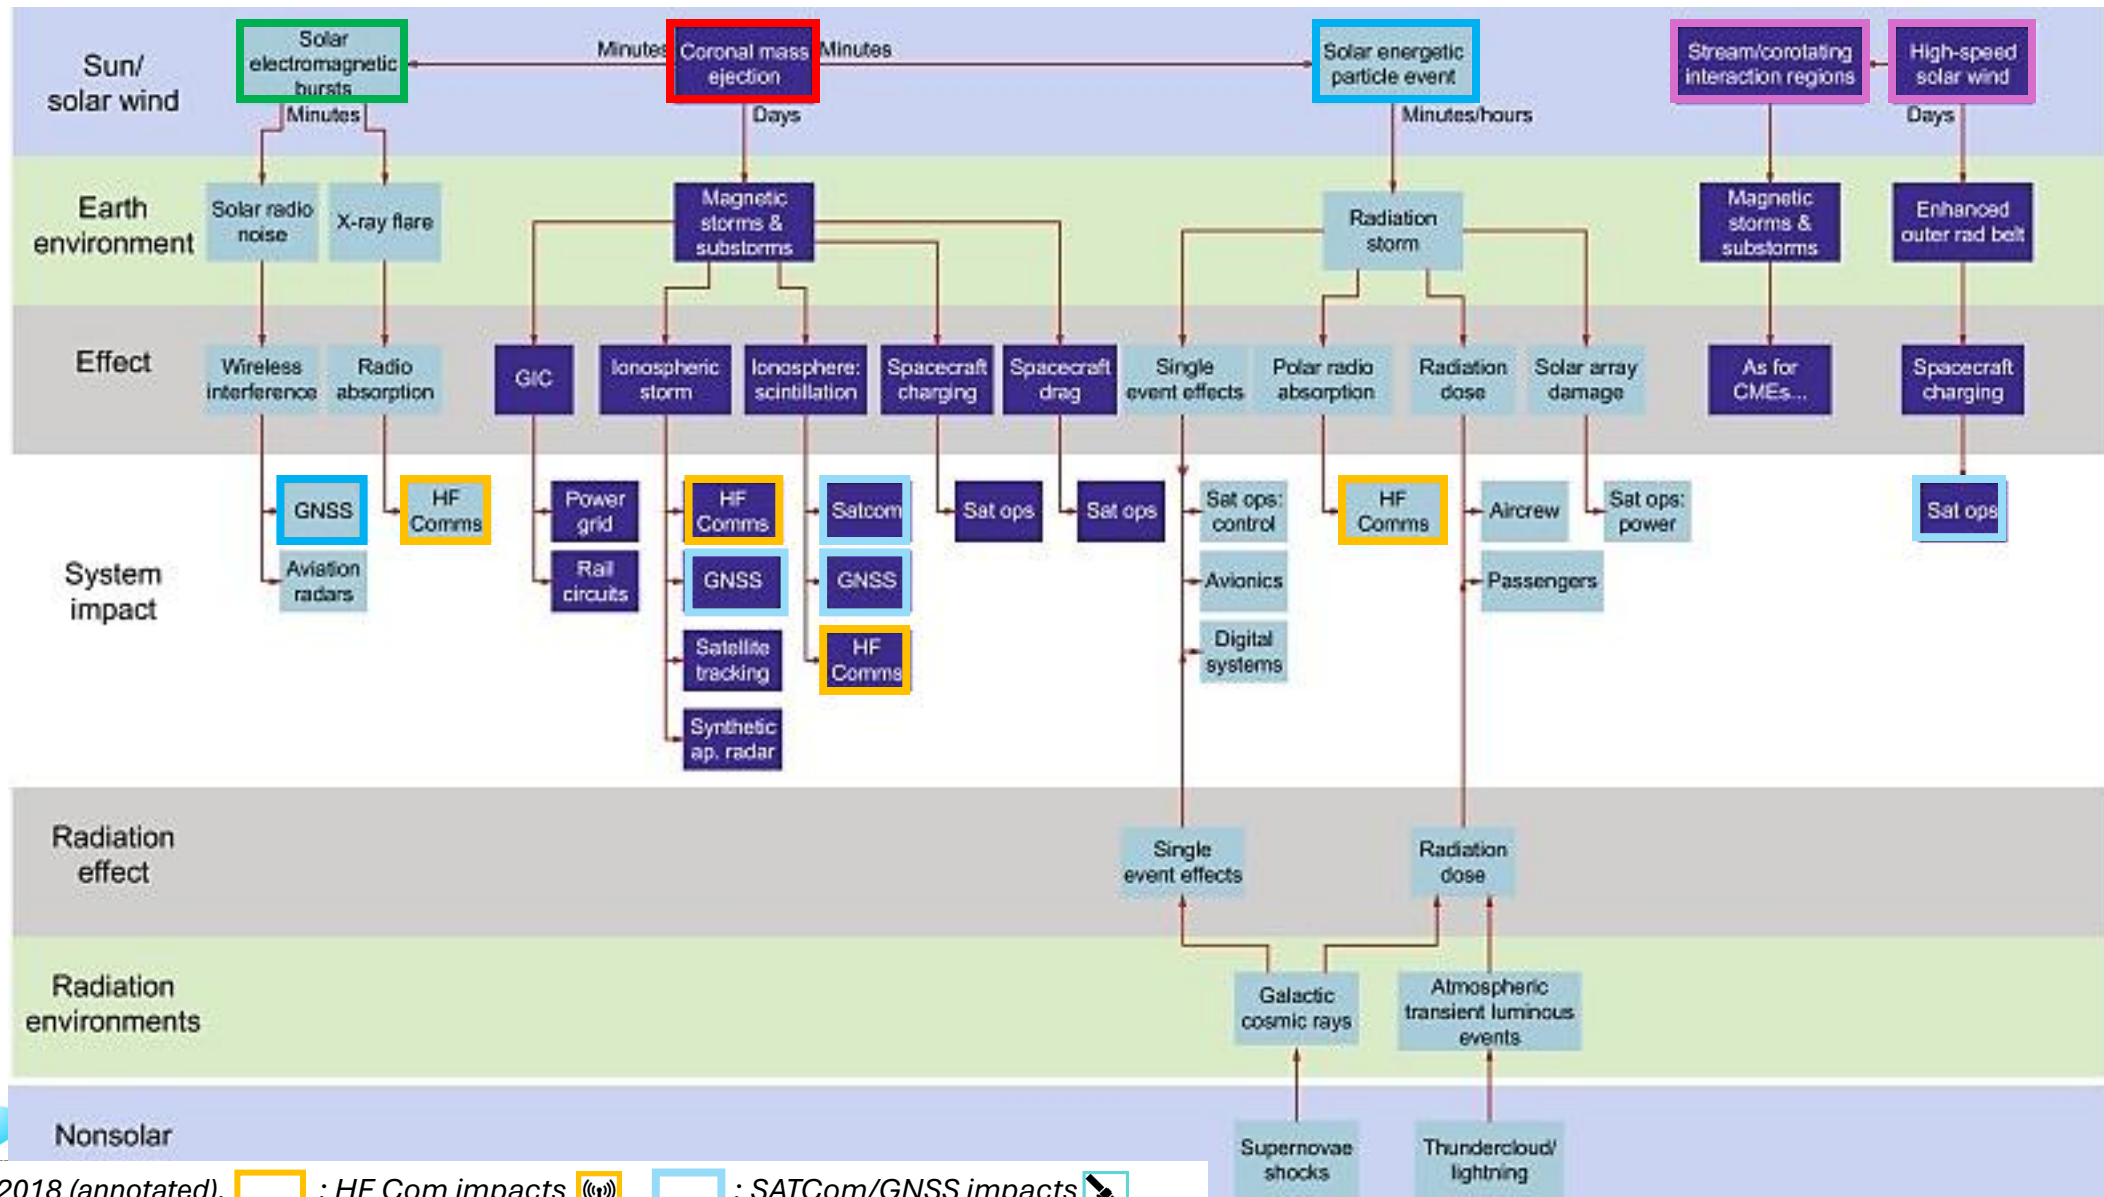 Sun/
solar wind
Solar
electromagnetic
bursts
Minutes
Coronal mass
ejection
Minutes
Solar energetic
particle event
Stream/corotating
interaction regions
High-speed
solar wind
Minutes
Days
Minutes/hours
Days
Earth
environment
Solar radio
noise
X-ray flare
Magnetic
storms &
substorms
Radiation
storm
Magnetic
storms &
substorms
Enhanced
outer rad belt
Effect
Wireless
interference
Radio
absorption
GIC
Ionospheric
storm
Ionosphere:
scintillation
Spacecraft
charging
Spacecraft
drag
Single
event effects
Polar radio
absorption
Radiation
dose
Solar array
damage
As for
CMEs...
Spacecraft
charging
System
impact
GNSS
Aviation
radars
HF
Comms
Power
grid
Rail
circuits
HF
Comms
GNSS
Satellite
tracking
Synthetic
ap. radar
Satcom
GNSS
HF
Comms
Sat ops
Sat ops
Sat ops:
control
Avionics
Digital
systems
HF
Comms
Aircrew
Passengers
Sat ops:
power
Sat ops
Radiation
effect
Single
event effects
Radiation
dose
Radiation
environments
Galactic
cosmic rays
Atmospheric
transient luminous
events
Nonsolar
Supernovae
shocks
Thundercloud/
lightning
2018 (annotated). : HF Com impacts : SATCom/GNSS impacts